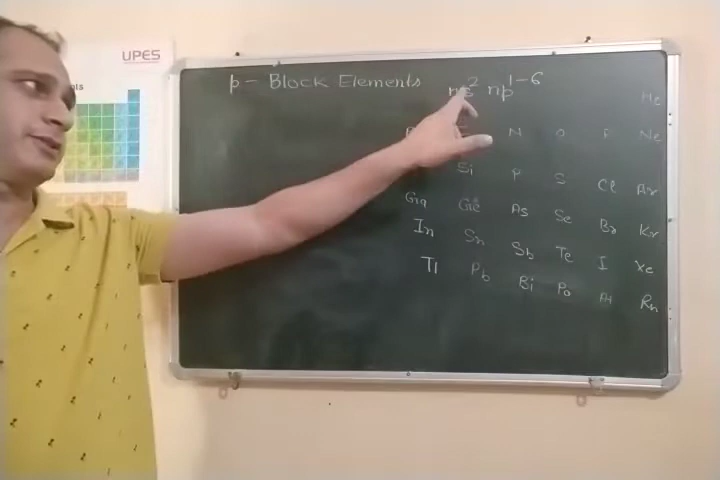 UPES
p - Block Elements ns² np¹⁻⁶
He
N O F Ne
Si P S Cl Ar
Ga Ge As Se Br Kr
In Sn Sb Te I Xe
Tl Pb Bi Po At Rn